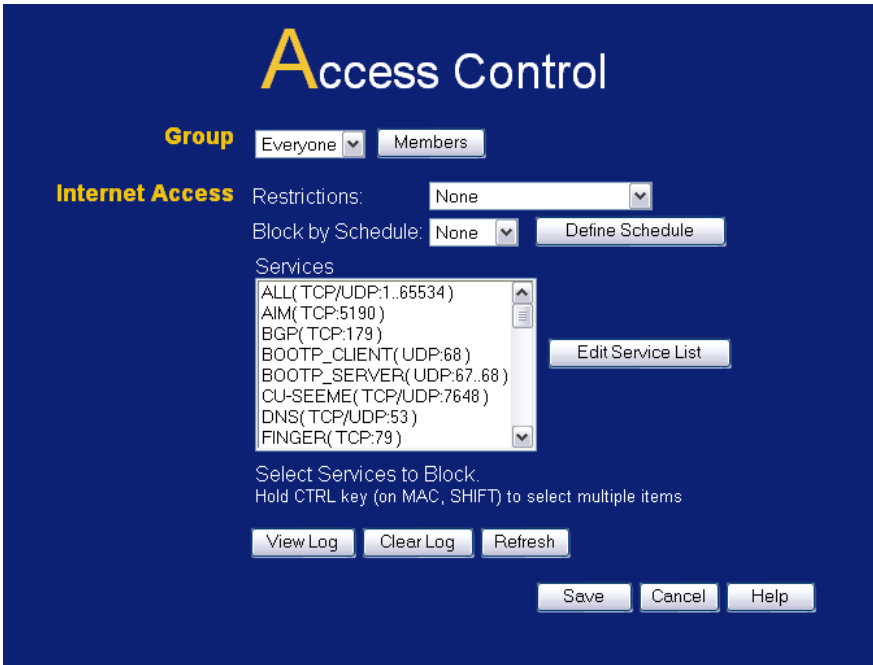 Access Control
Group Everyone Members
Internet Access Restrictions: None
Block by Schedule: None Define Schedule
Services
ALL(TCP/UDP:1..65534)
AIM(TCP:5190)
BGP(TCP:179)
BOOTP_CLIENT(UDP:68)
BOOTP_SERVER(UDP:67..68)
CU-SEEME(TCP/UDP:7648)
DNS(TCP/UDP:53)
FINGER(TCP:79)
Edit Service List
Select Services to Block.
Hold CTRL key (on MAC, SHIFT) to select multiple items
View Log Clear Log Refresh
Save Cancel Help